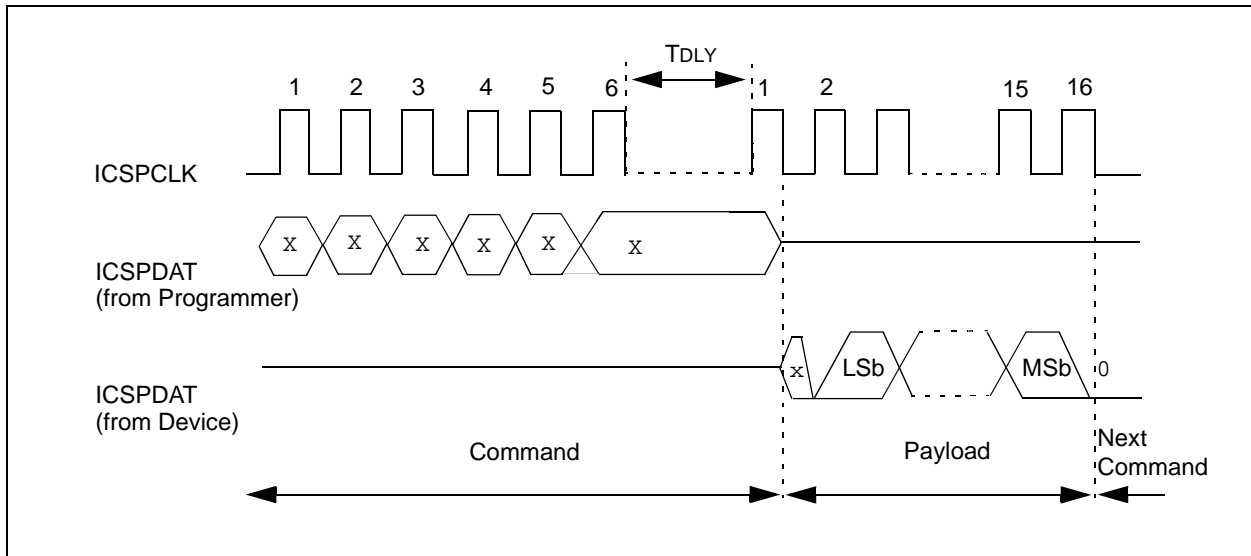 TDLY
1 2 3 4 5 6 1 2 15 16
ICSPCLK
x x x x x x
ICSPDAT
(from Programmer)
x LSb MSb 0
ICSPDAT
(from Device)
Command Payload Next
Command